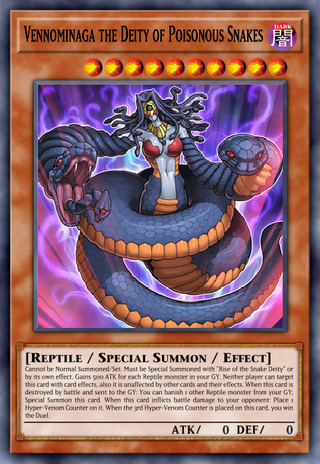 Vennominaga the Deity of Poisonous Snakes
DARK
闇
[Reptile / Special Summon / Effect]
Cannot be Normal Summoned/Set. Must be Special Summoned with "Rise of the Snake Deity" or
by its own effect. Gains 500 ATK for each Reptile monster in your GY. Neither player can target
this card with card effects, also it is unaffected by other cards and their effects. When this card is
destroyed by battle and sent to the GY: You can banish 1 other Reptile monster from your GY;
Special Summon this card. When this card inflicts battle damage to your opponent: Place 1
Hyper-Venom Counter on it. When the 3rd Hyper-Venom Counter is placed on this card, you win
the Duel.
ATK/ 0 DEF/ 0